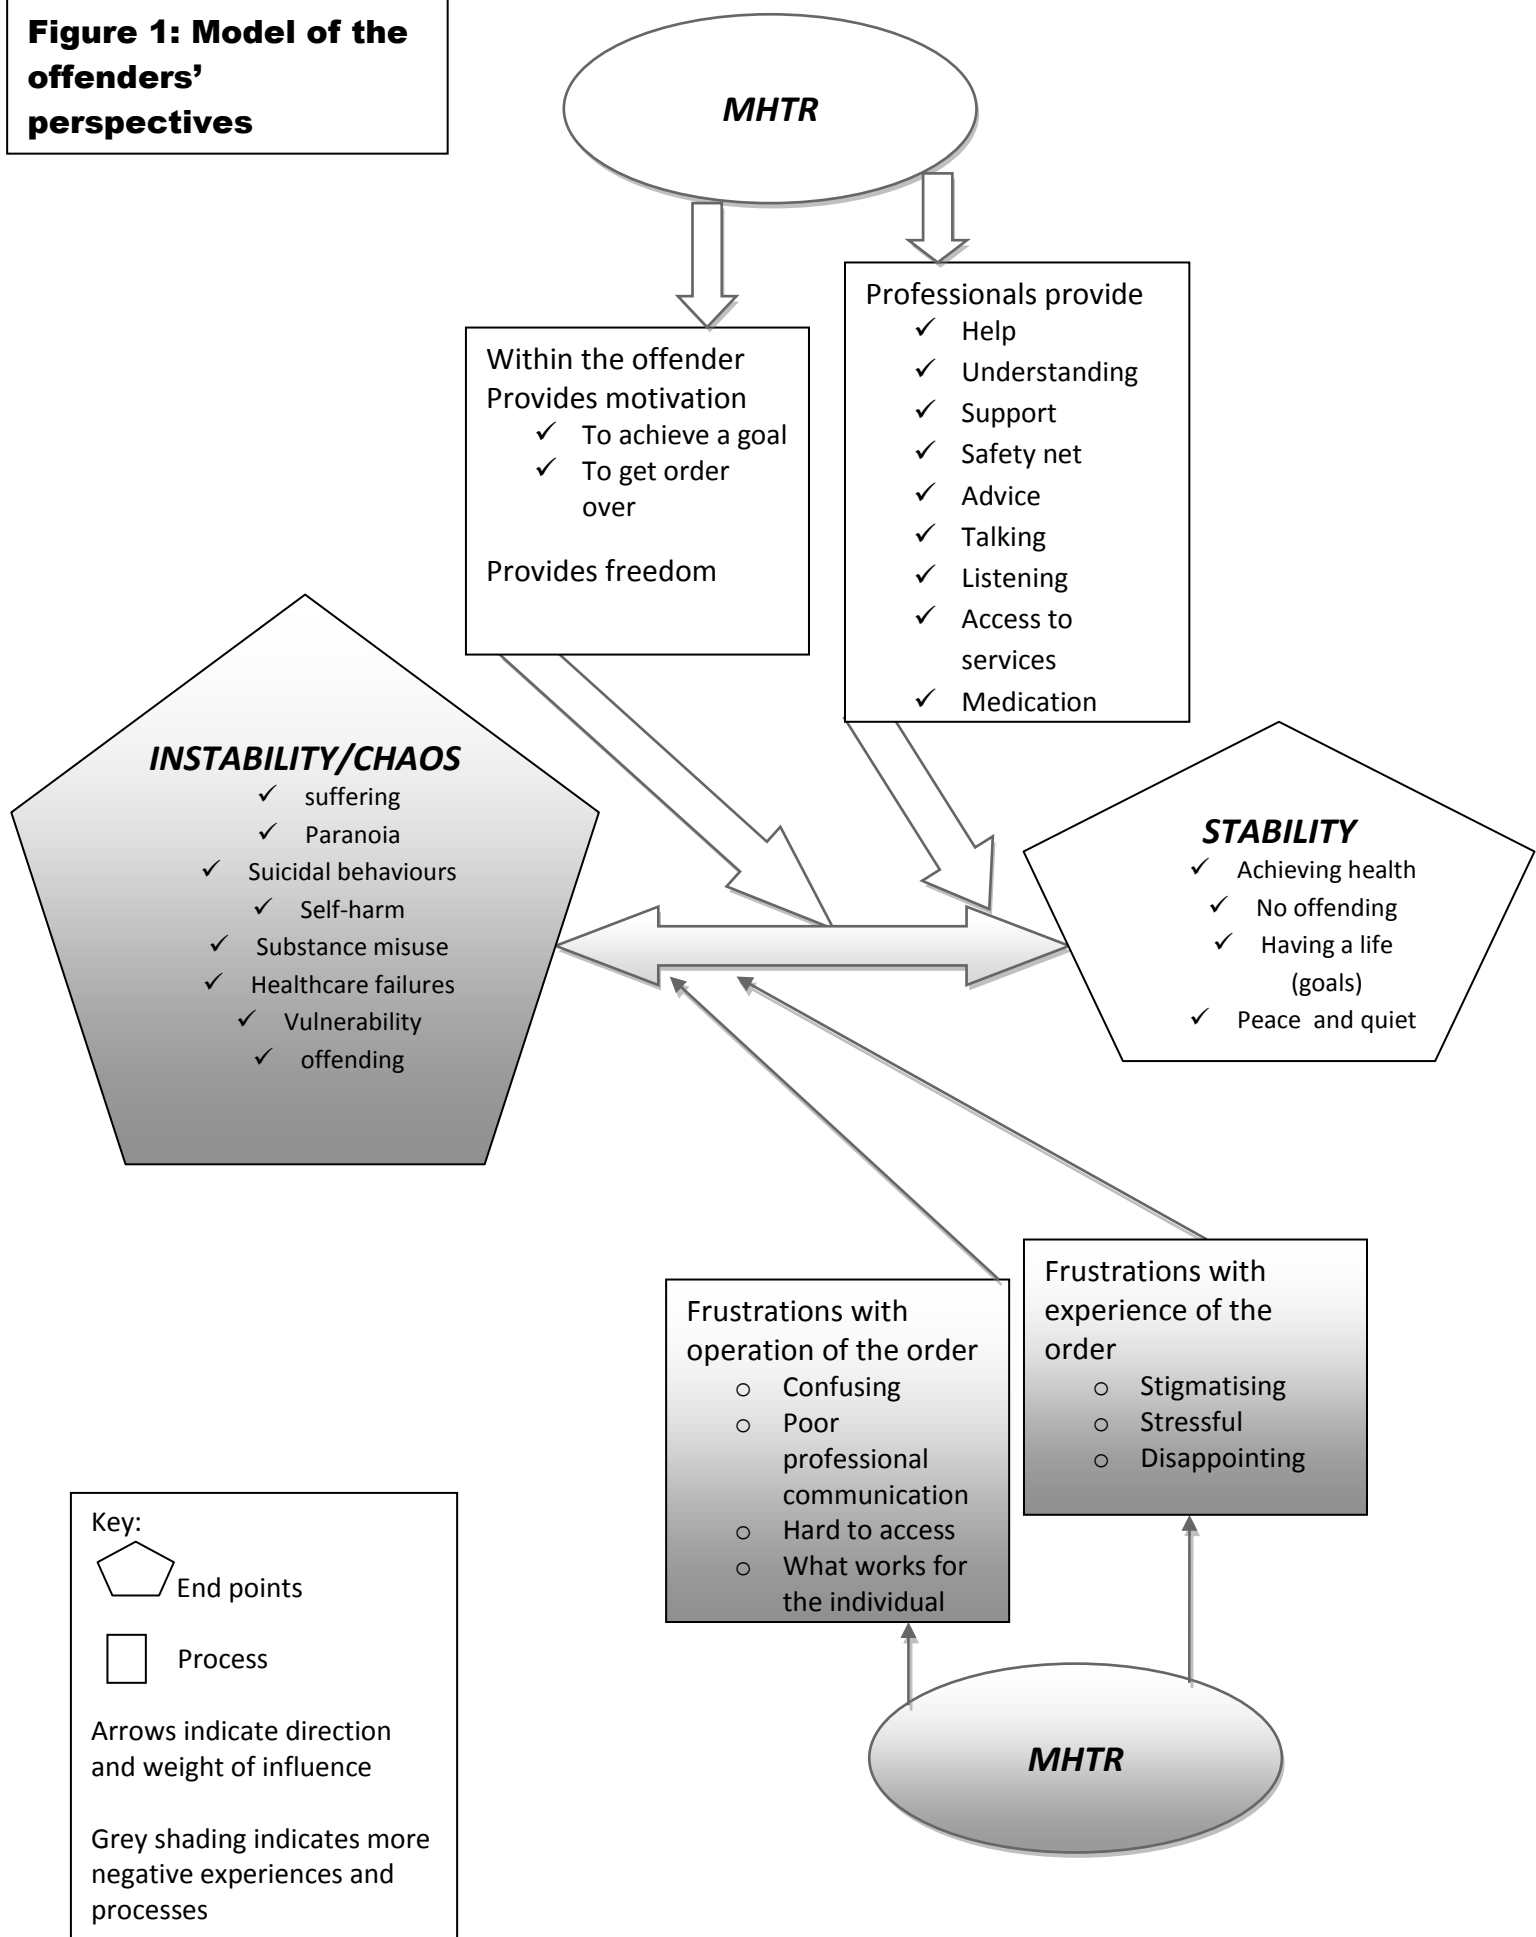 Figure 1: Model of the
offenders’
perspectives
MHTR
Professionals provide
✓ Help
✓ Understanding
✓ Support
✓ Safety net
✓ Advice
✓ Talking
✓ Listening
✓ Access to
services
✓ Medication
Within the offender
Provides motivation
✓ To achieve a goal
✓ To get order
over
Provides freedom
INSTABILITY/CHAOS
✓ suffering
✓ Paranoia
✓ Suicidal behaviours
✓ Self-harm
✓ Substance misuse
✓ Healthcare failures
✓ Vulnerability
✓ offending
STABILITY
✓ Achieving health
✓ No offending
✓ Having a life
(goals)
✓ Peace and quiet
Frustrations with
operation of the order
o Confusing
o Poor
professional
communication
o Hard to access
o What works for
the individual
Frustrations with
experience of the
order
o Stigmatising
o Stressful
o Disappointing
MHTR
Key:
End points
Process
Arrows indicate direction
and weight of influence
Grey shading indicates more
negative experiences and
processes